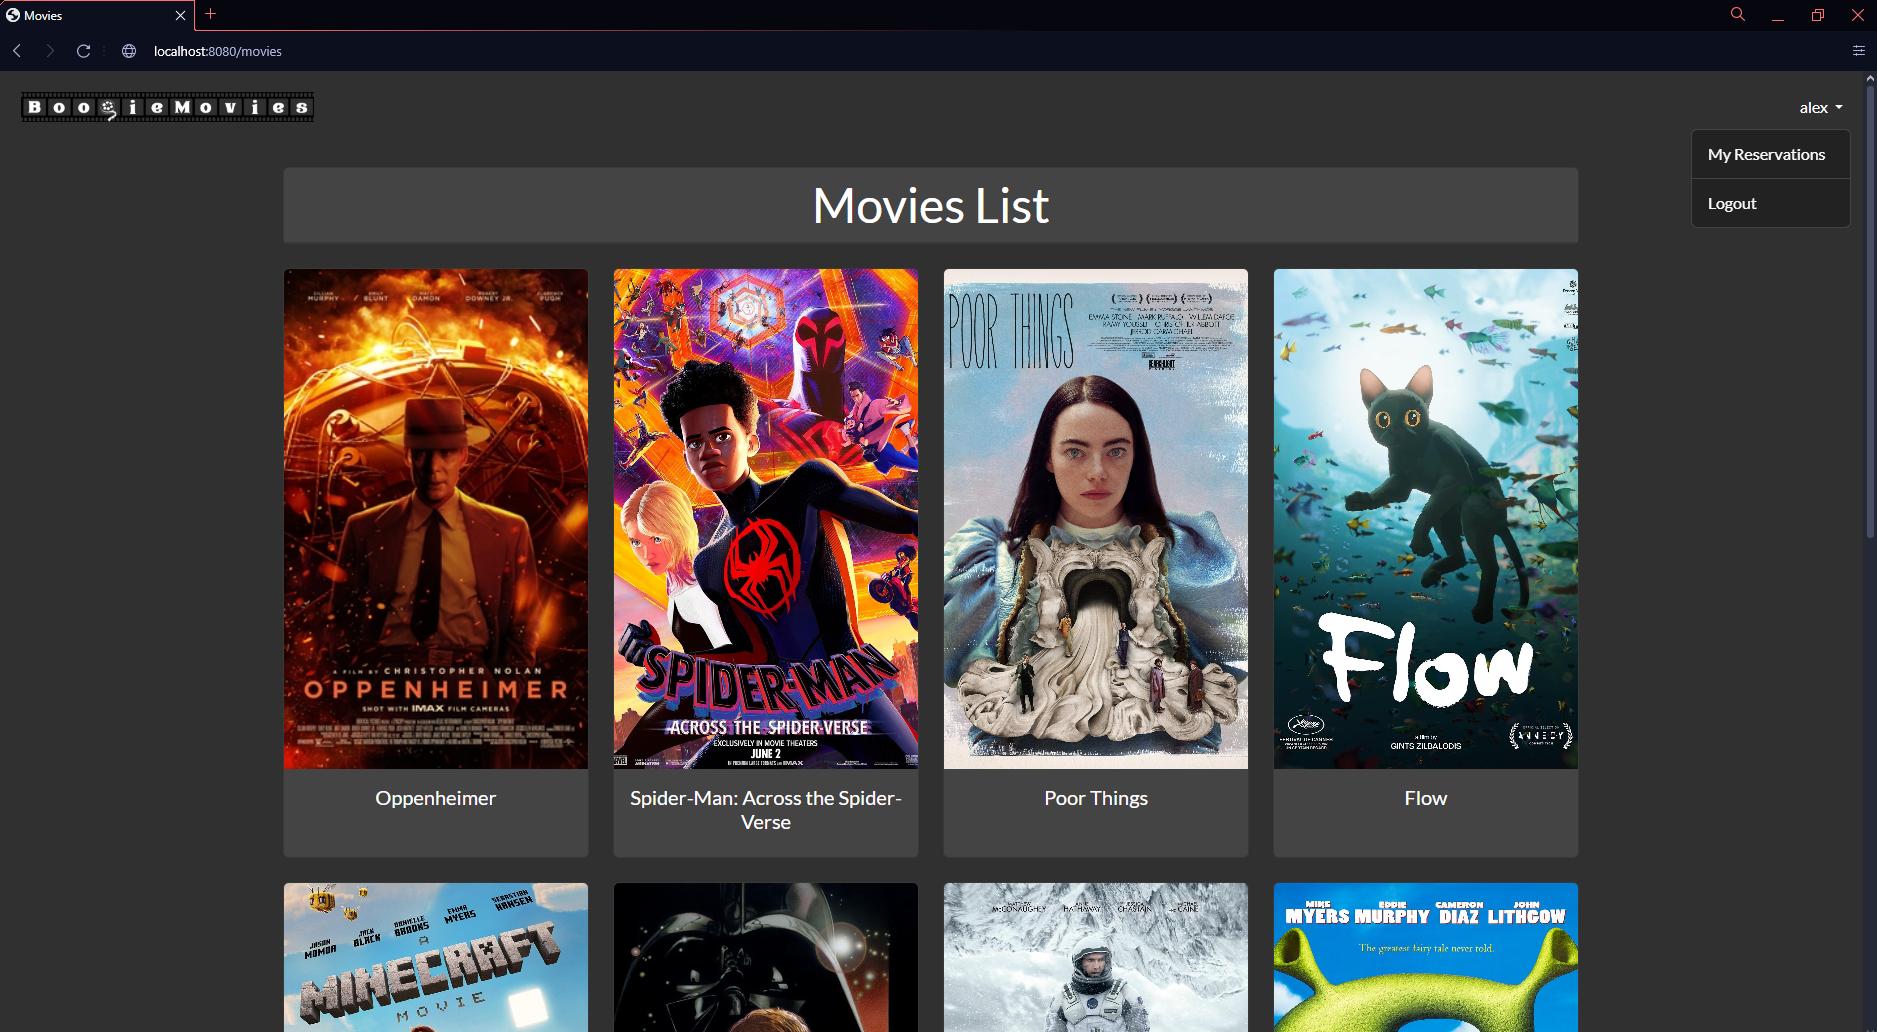 Movies
localhost:8080/movies
BoogieMovies
alex
My Reservations
Logout
Movies List
MURPHY
BLUNT
DAMON
DOWNEY JR.
PUGH
A FILM BY CHRISTOPHER NOLAN
OPPENHEIMER
SHOT WITH IMAX FILM CAMERAS
SPIDER-MAN
ACROSS THE SPIDER-VERSE
EXCLUSIVELY IN MOVIE THEATERS
JUNE 2
POOR THINGS
EMMA STONE MARK RUFFALO WILLEM DAFOE
RAMY YOUSSEF CHRISTOPHER ABBOTT
JERROD CARMICHAEL
Flow
a film by
GINTS ZILBALODIS
ANNECY
Oppenheimer
Spider-Man: Across the Spider-
Verse
Poor Things
Flow
JASON
MOMOA
JACK
BLACK
DANIELLE
BROOKS
EMMA
MYERS
SEBASTIAN
HANSEN
A
MINECRAFT
MOVIE
McCONAUGHEY
HATHAWAY
CHASTAIN
CAINE
MIKE
MYERS
EDDIE
MURPHY
CAMERON
DIAZ
JOHN
LITHGOW
The greatest fairy tale never told.